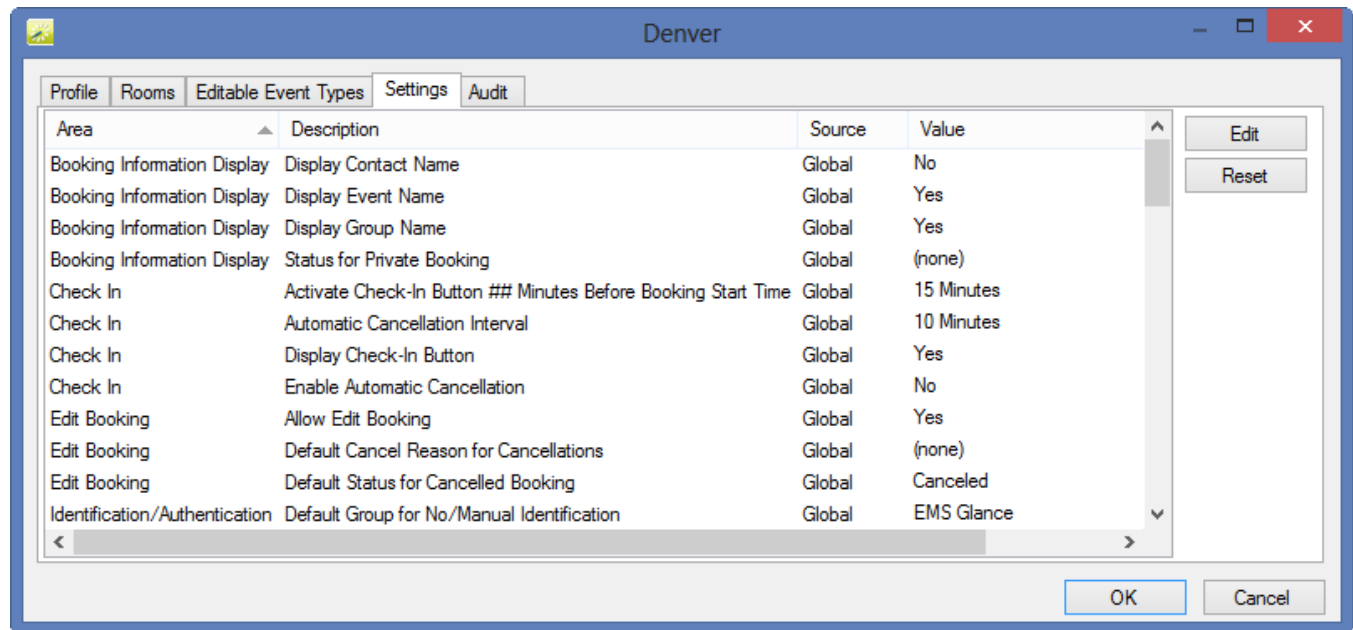 Denver
Profile Rooms Editable Event Types Settings Audit
Area Description Source Value
Edit
Booking Information Display Display Contact Name Global No
Reset
Booking Information Display Display Event Name Global Yes
Booking Information Display Display Group Name Global Yes
Booking Information Display Status for Private Booking Global (none)
Check In Activate Check-In Button ## Minutes Before Booking Start Time Global 15 Minutes
Check In Automatic Cancellation Interval Global 10 Minutes
Check In Display Check-In Button Global Yes
Check In Enable Automatic Cancellation Global No
Edit Booking Allow Edit Booking Global Yes
Edit Booking Default Cancel Reason for Cancellations Global (none)
Edit Booking Default Status for Cancelled Booking Global Canceled
Identification/Authentication Default Group for No/Manual Identification Global EMS Glance
OK Cancel